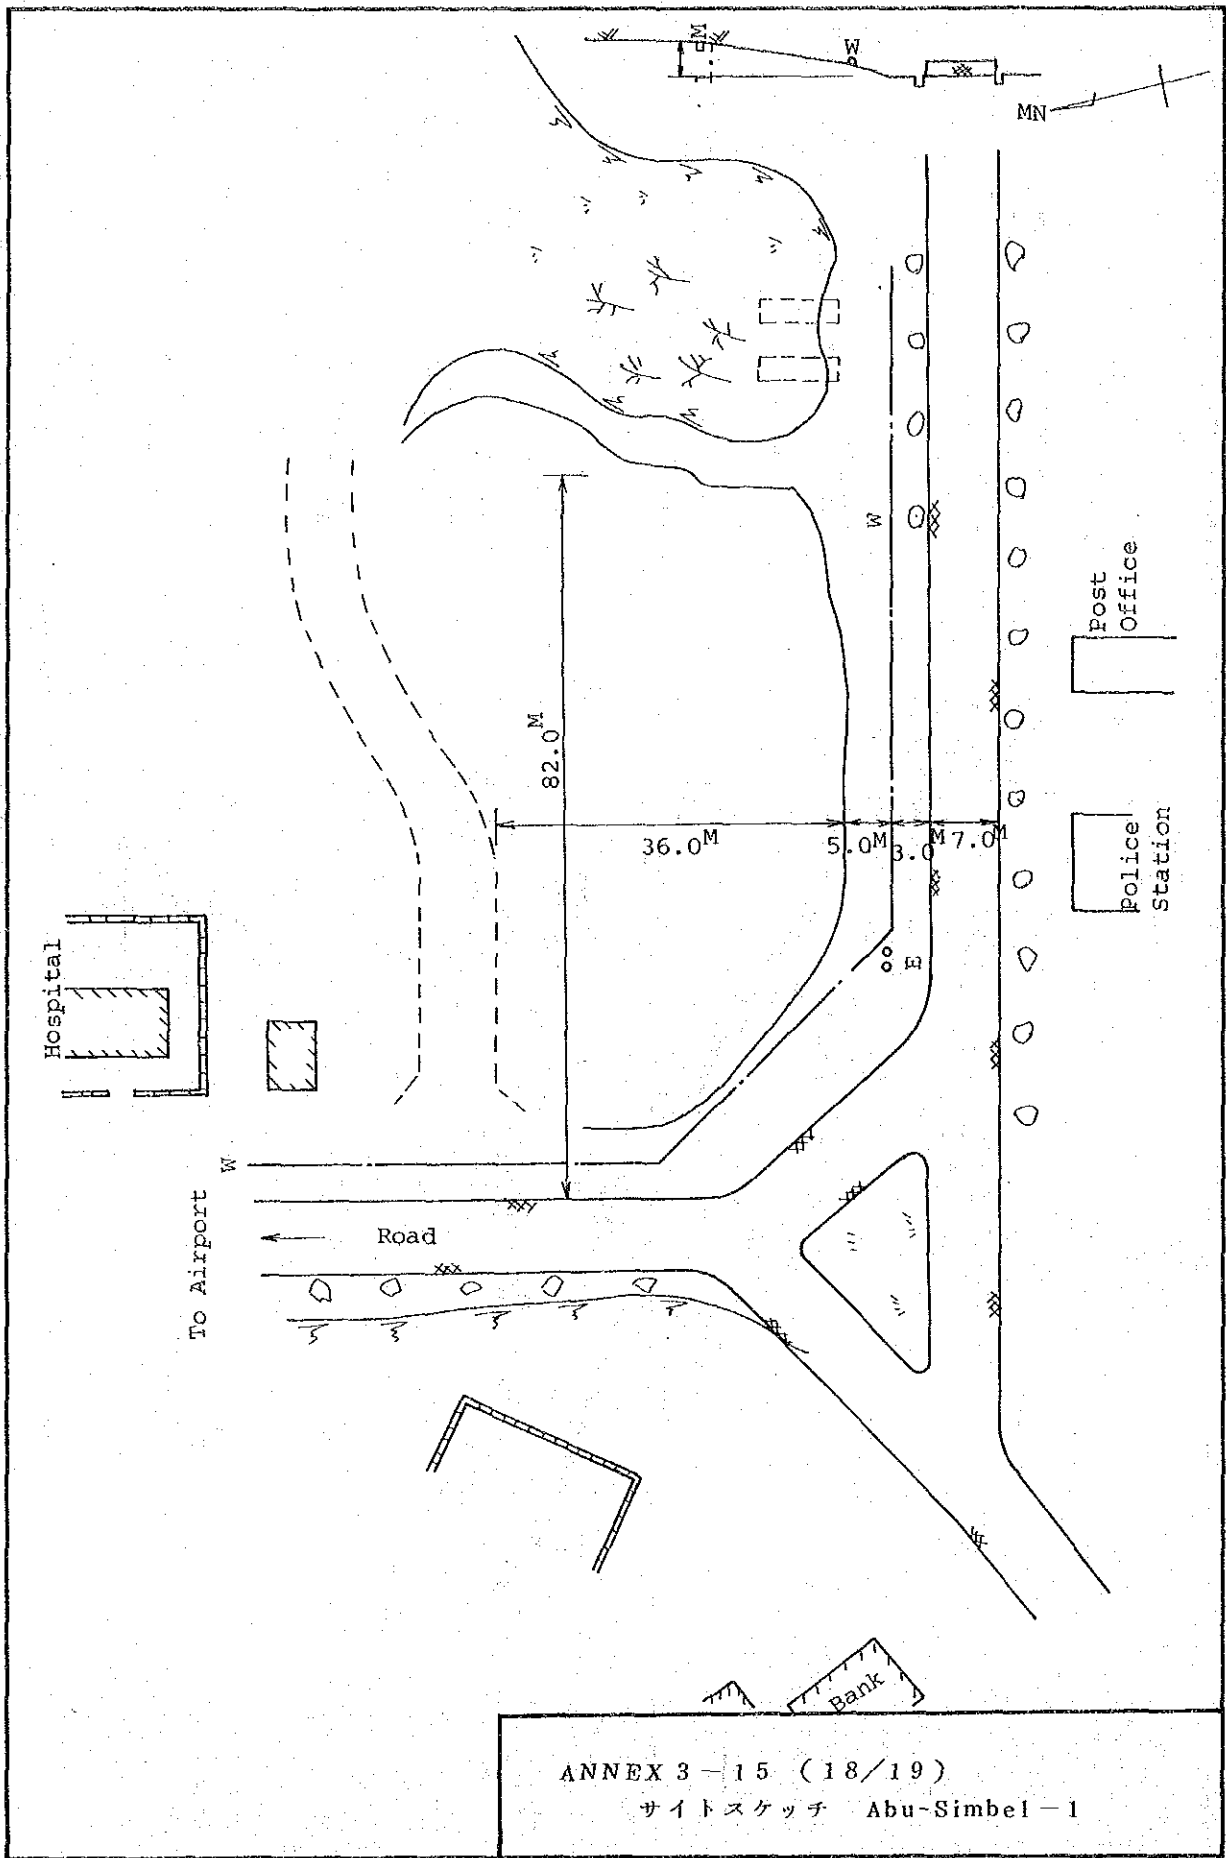 M
W
MN
Hospital
82.0M
36.0M
5.0M
3.0M
7.0M
W
Post
Office
Police
Station
E
W
To Airport
Road
Bank
ANNEX 3-15 (18/19)
サイトスケッチ Abu-Simbel-1